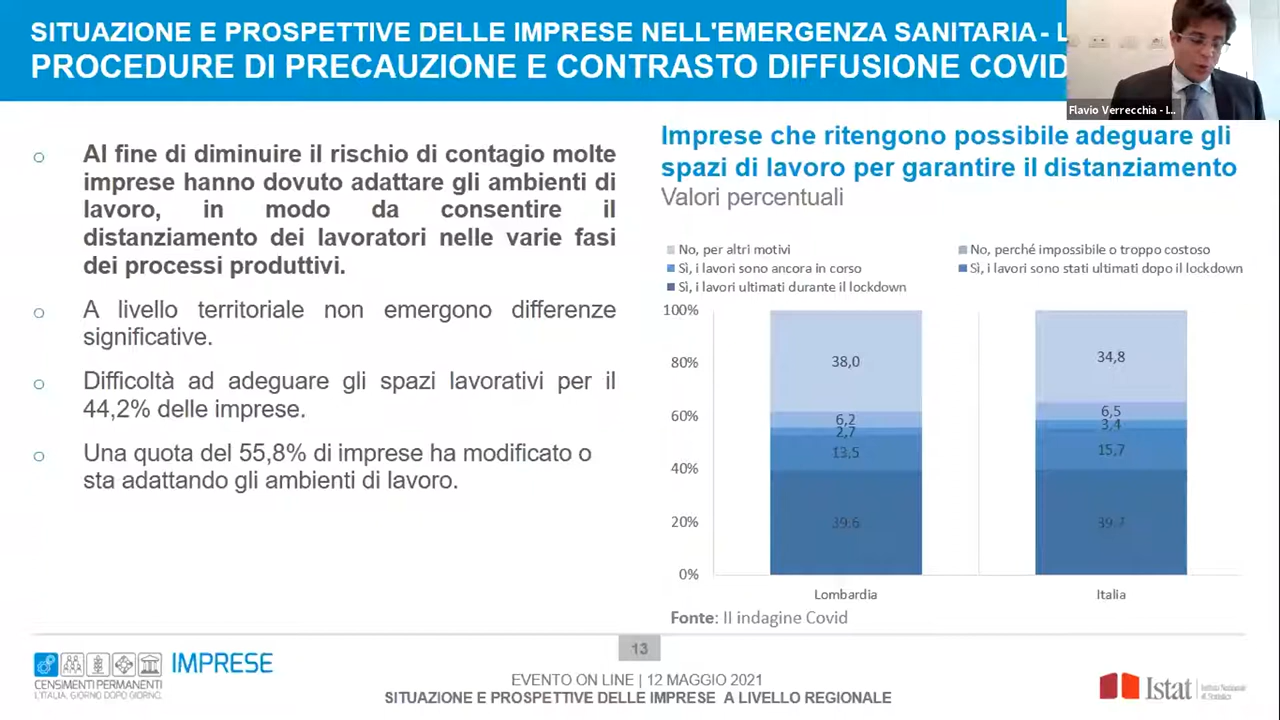 SITUAZIONE E PROSPETTIVE DELLE IMPRESE NELL'EMERGENZA SANITARIA - L
PROCEDURE DI PRECAUZIONE E CONTRASTO DIFFUSIONE COVID
Flavio Verrecchia - I...
Al fine di diminuire il rischio di contagio molte
imprese hanno dovuto adattare gli ambienti di
lavoro, in modo da consentire il
distanziamento dei lavoratori nelle varie fasi
dei processi produttivi.
A livello territoriale non emergono differenze
significative.
Difficoltà ad adeguare gli spazi lavorativi per il
44,2% delle imprese.
Una quota del 55,8% di imprese ha modificato o
sta adattando gli ambienti di lavoro.
Imprese che ritengono possibile adeguare gli
spazi di lavoro per garantire il distanziamento
Valori percentuali
No, per altri motivi
No, perché impossibile o troppo costoso
Sì, i lavori sono ancora in corso
Sì, i lavori sono stati ultimati dopo il lockdown
Sì, i lavori ultimati durante il lockdown
100%
80%
60%
40%
20%
0%
38,0
6,2
2,7
13,5
39,6
34,8
6,5
3,4
15,7
39,7
Lombardia
Italia
Fonte: II indagine Covid
13
IMPRESE
CENSIMENTI PERMANENTI
L'ITALIA, GIORNO DOPO GIORNO.
EVENTO ON LINE | 12 MAGGIO 2021
SITUAZIONE E PROSPETTIVE DELLE IMPRESE A LIVELLO REGIONALE
Istat
Istituto Nazionale
di Statistica